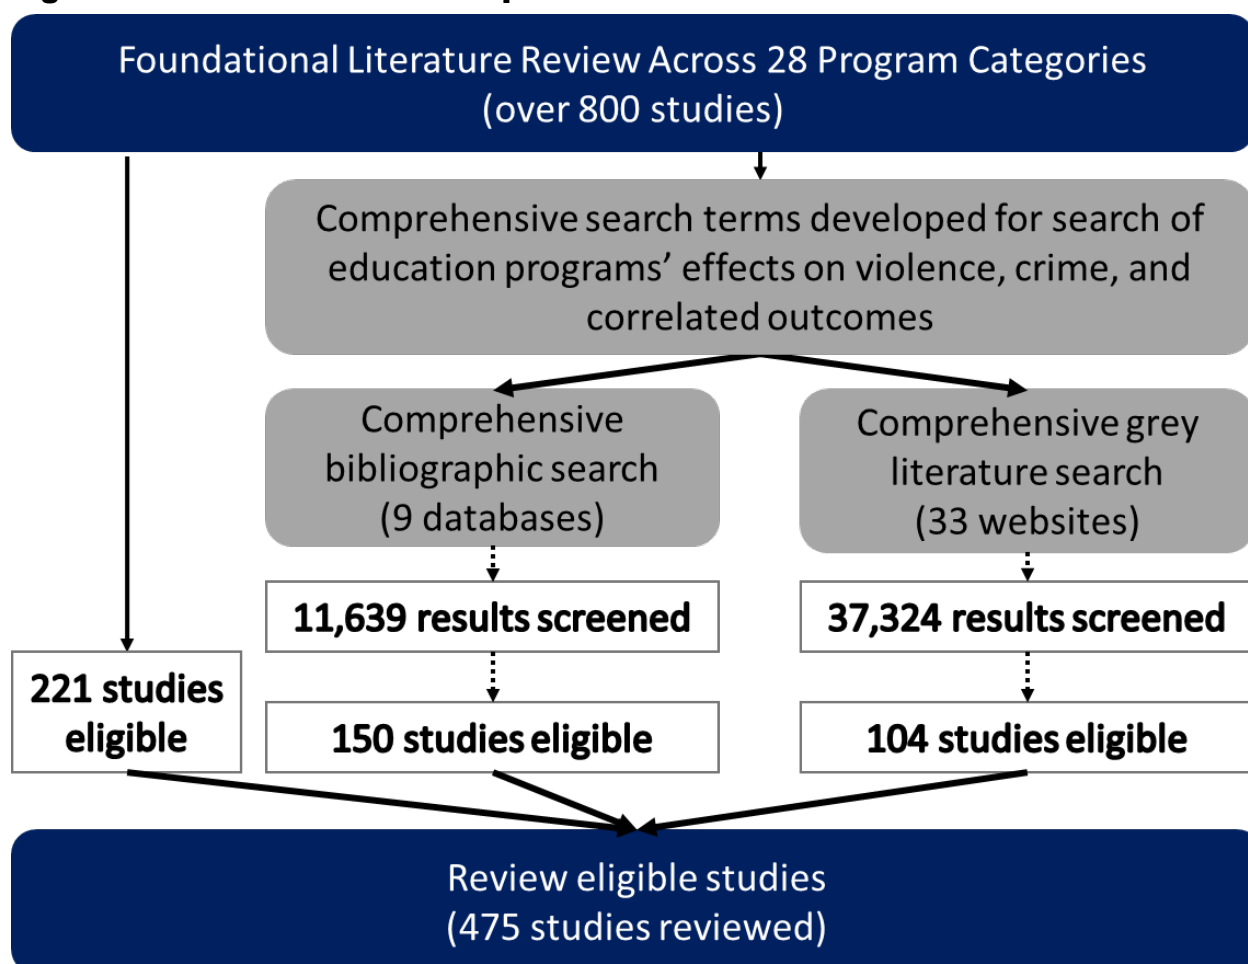 Foundational Literature Review Across 28 Program Categories
(over 800 studies)
Comprehensive search terms developed for search of
education programs’ effects on violence, crime, and
correlated outcomes
Comprehensive
bibliographic search
(9 databases)
Comprehensive grey
literature search
(33 websites)
11,639 results screened
37,324 results screened
221 studies
eligible
150 studies eligible
104 studies eligible
Review eligible studies
(475 studies reviewed)